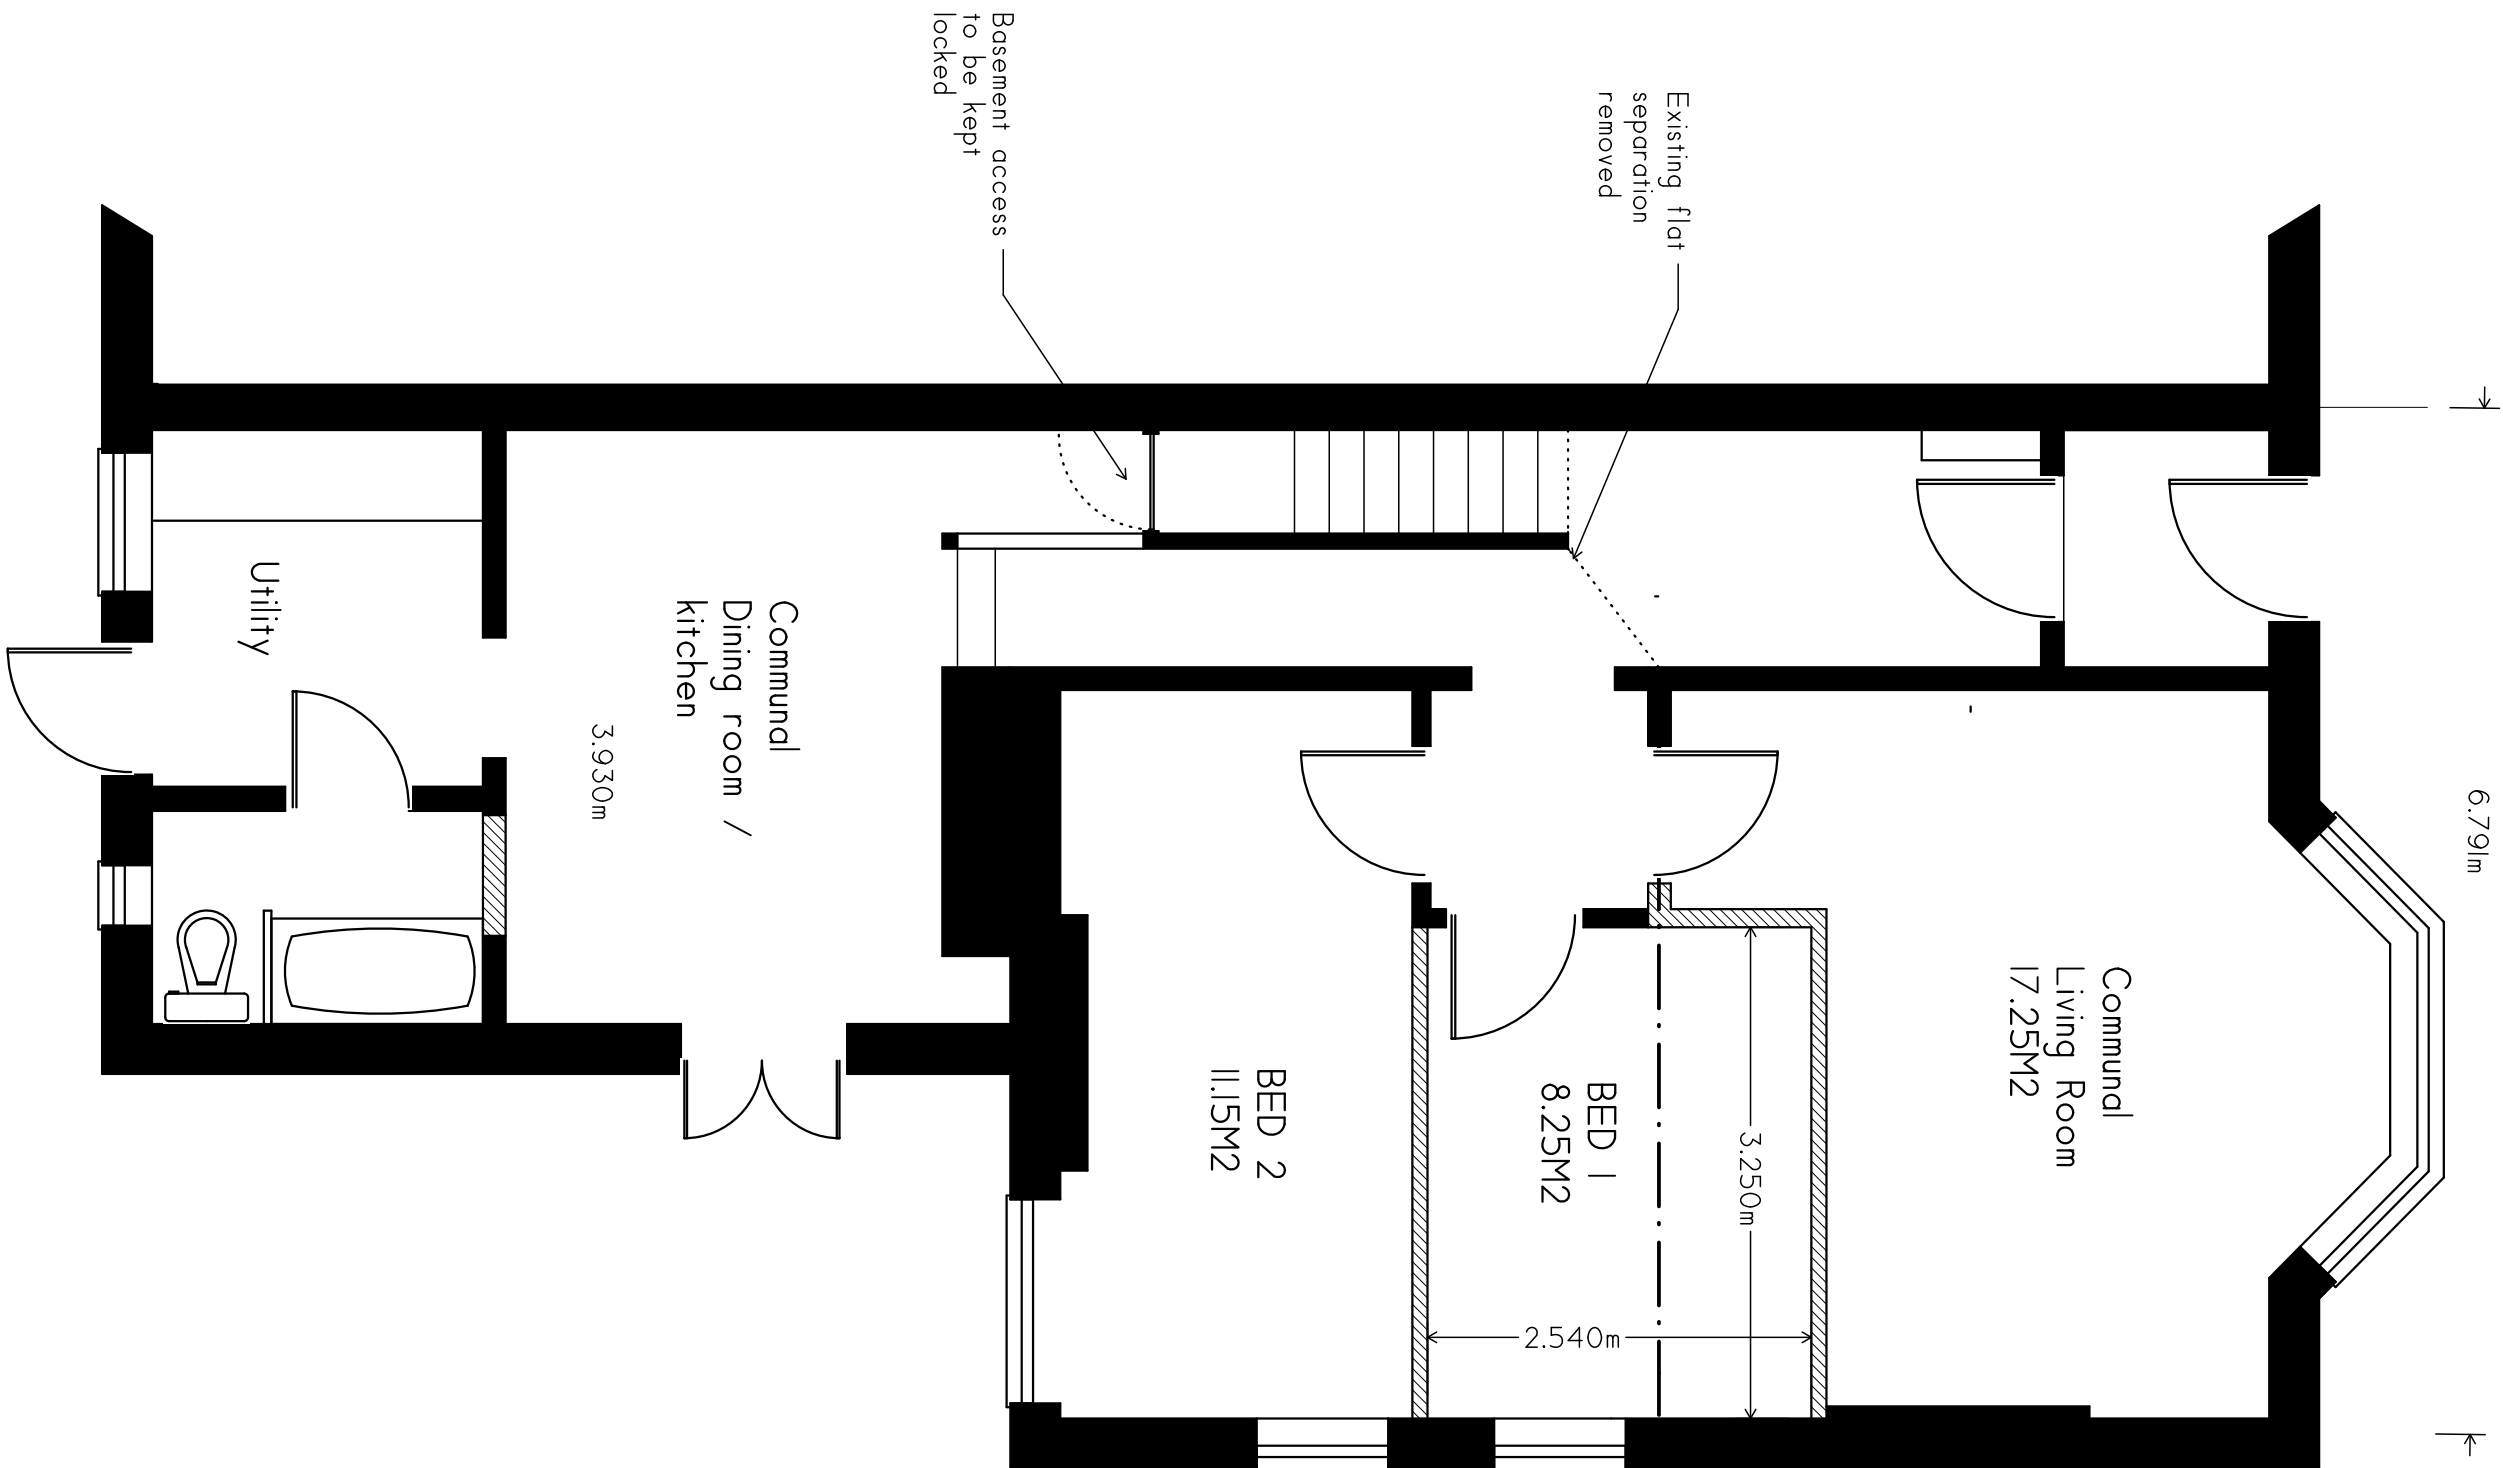 Basement access
to be kept
locked
Existing flat
separation
removed
Utility
Communal
Dining room /
kitchen
3.930m
6.791m
Communal
Living Room
17.25M2
BED 1
8.25M2
BED 2
11.15M2
3.250m
2.540m